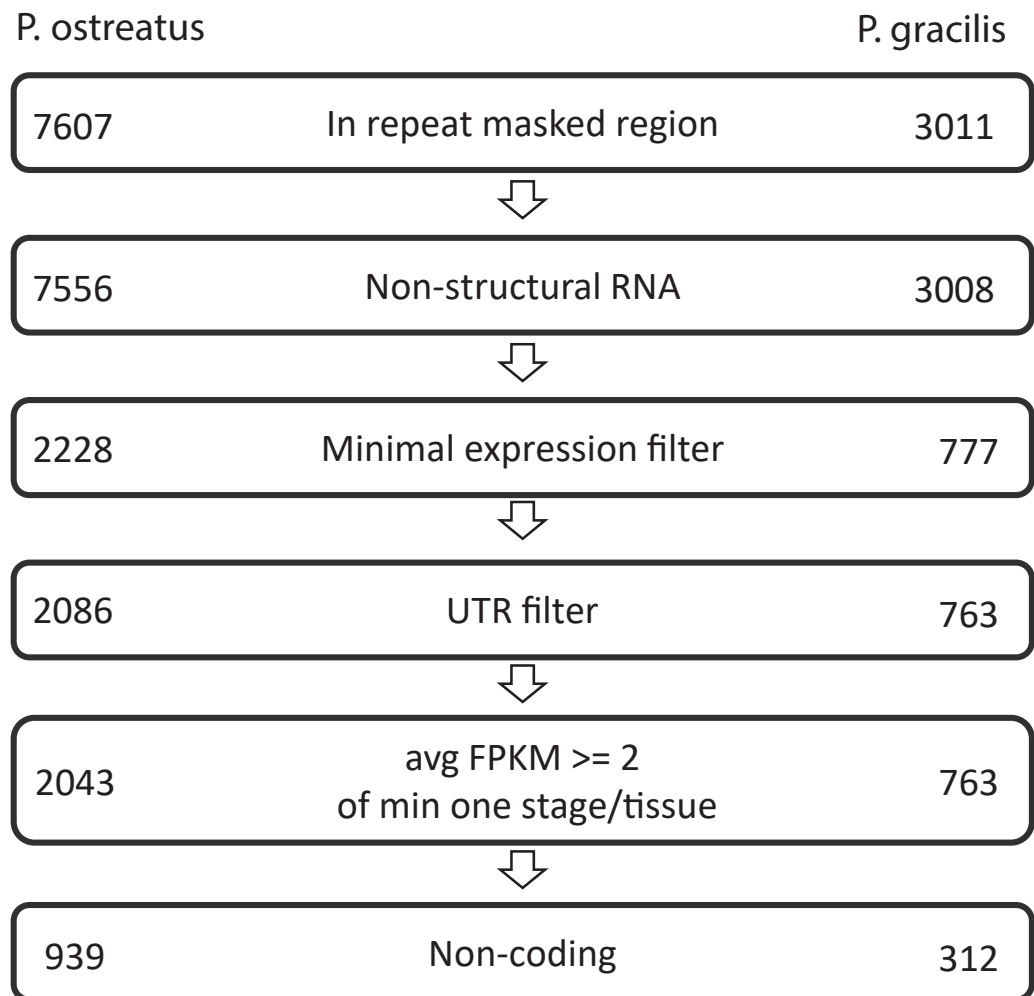 P. ostreatus P. gracilis
7607 In repeat masked region 3011
7556 Non-structural RNA 3008
2228 Minimal expression filter 777
2086 UTR filter 763
2043 avg FPKM >= 2 763
of min one stage/tissue
939 Non-coding 312